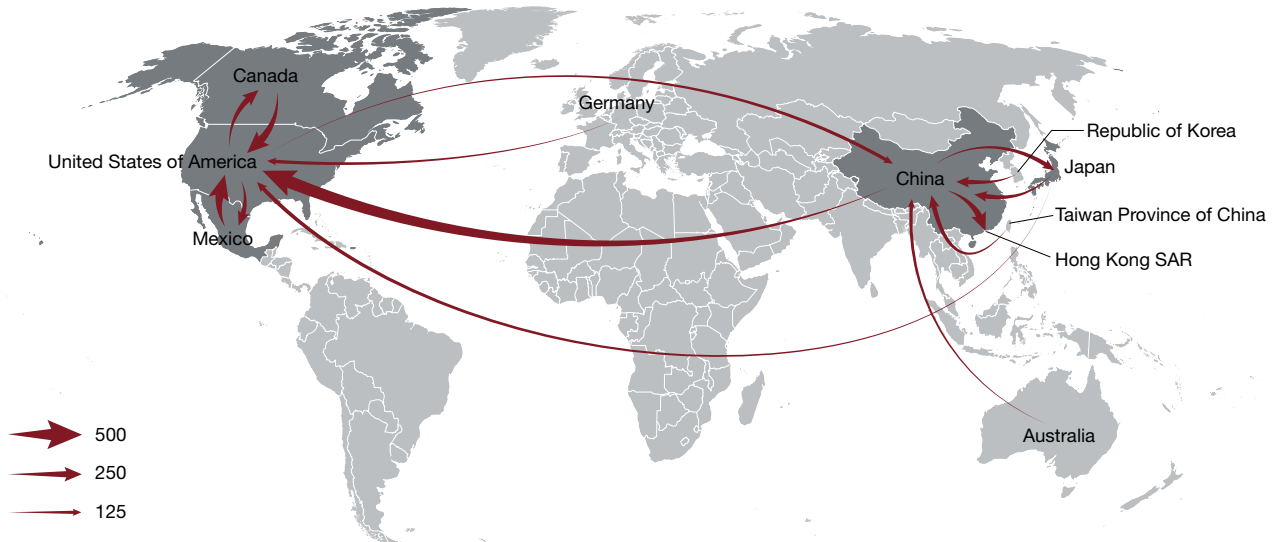 Canada
Germany
Republic of Korea
United States of America
Japan
China
Taiwan Province of China
Mexico
Hong Kong SAR
500
Australia
250
125